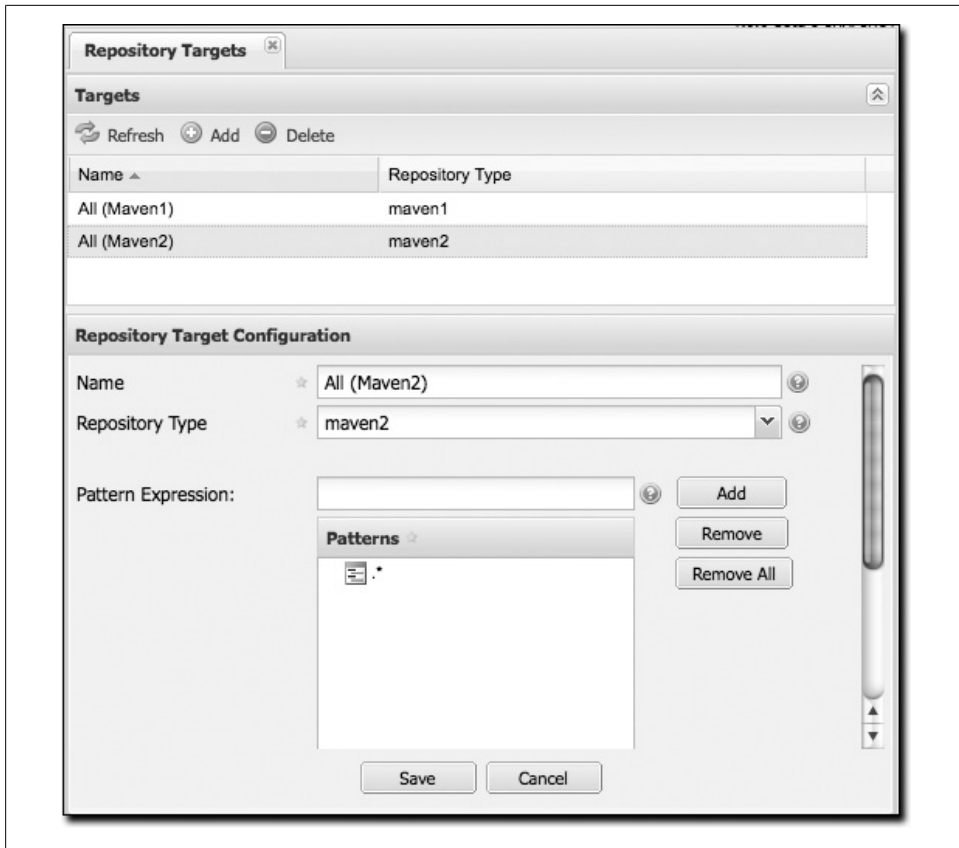 Repository Targets
Targets
Refresh Add Delete
Name Repository Type
All (Maven1) maven1
All (Maven2) maven2
Repository Target Configuration
Name All (Maven2)
Repository Type maven2
Pattern Expression: Add
Patterns Remove
.* Remove All
Save Cancel